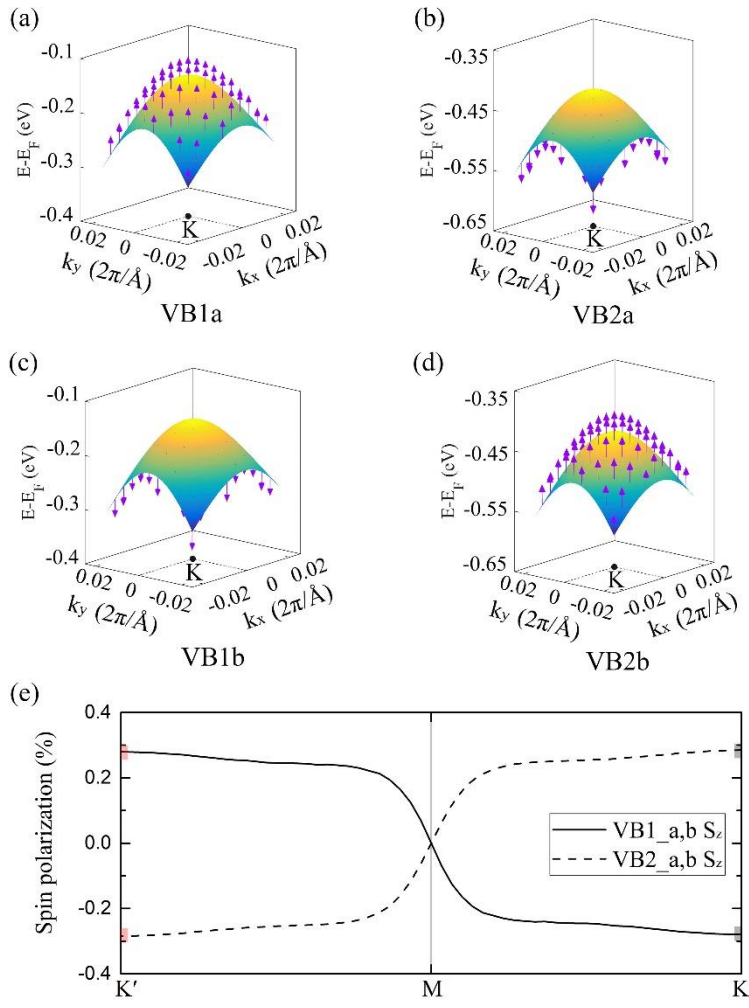 (a)
-0.1
-0.2
-0.3
-0.4
E-E_F (eV)
K
0.02 0 -0.02
k_y (2π/Å)
-0.02 0 0.02
k_x (2π/Å)
VB1a
(b)
-0.35
-0.45
-0.55
-0.65
E-E_F (eV)
K
0.02 0 -0.02
k_y (2π/Å)
-0.02 0 0.02
k_x (2π/Å)
VB2a
(c)
-0.1
-0.2
-0.3
-0.4
E-E_F (eV)
K
0.02 0 -0.02
k_y (2π/Å)
-0.02 0 0.02
k_x (2π/Å)
VB1b
(d)
-0.35
-0.45
-0.55
-0.65
E-E_F (eV)
K
0.02 0 -0.02
k_y (2π/Å)
-0.02 0 0.02
k_x (2π/Å)
VB2b
(e)
Spin polarization (%)
0.4
0.2
0.0
-0.2
-0.4
VB1_a,b S_z
VB2_a,b S_z
K′ M K